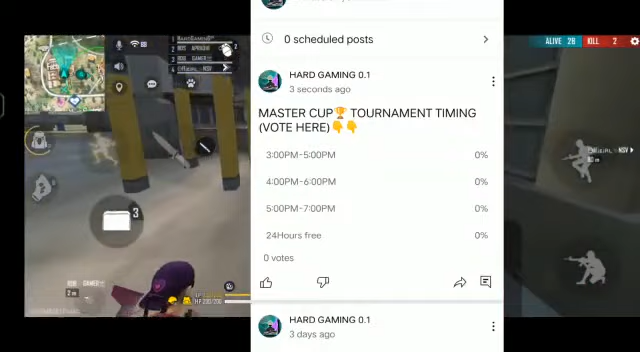 0 scheduled posts
HARD GAMING 0.1
3 seconds ago
MASTER CUP🏆 TOURNAMENT TIMING
(VOTE HERE)👇👇
3:00PM-5:00PM 0%
4:00PM-6:00PM 0%
5:00PM-7:00PM 0%
24Hours free 0%
0 votes
HARD GAMING 0.1
3 days ago
ALIVE 26 KILL 2
3